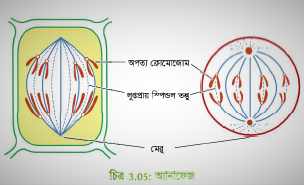 অপত্য ক্রোমোজোম
লুপ্তপ্রায় স্পিন্ডল তন্তু
মেরু
চিত্র 3.05: অ্যানাফেজ